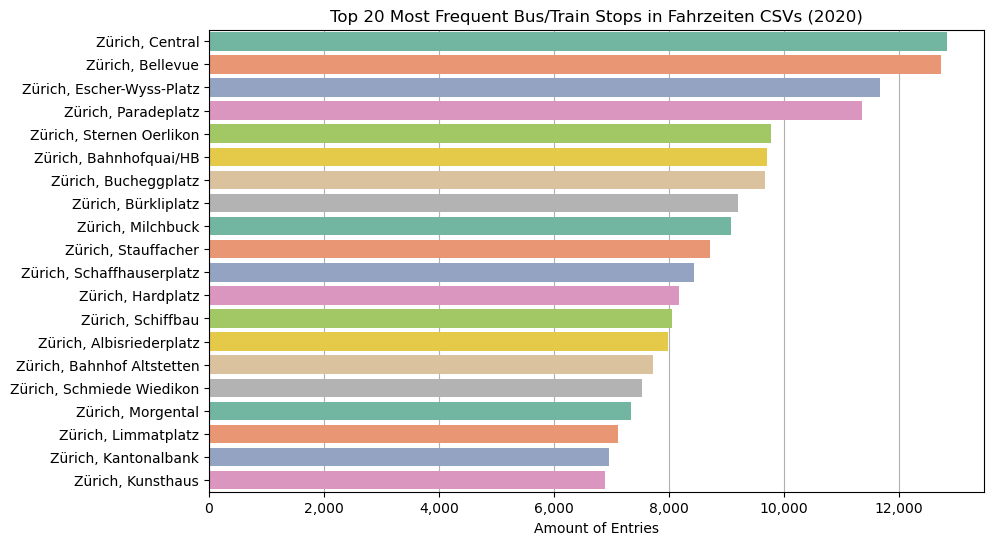 Top 20 Most Frequent Bus/Train Stops in Fahrzeiten CSVs (2020)
Zürich, Central
Zürich, Bellevue
Zürich, Escher-Wyss-Platz
Zürich, Paradeplatz
Zürich, Sternen Oerlikon
Zürich, Bahnhofquai/HB
Zürich, Bucheggplatz
Zürich, Bürkliplatz
Zürich, Milchbuck
Zürich, Stauffacher
Zürich, Schaffhauserplatz
Zürich, Hardplatz
Zürich, Schiffbau
Zürich, Albisriederplatz
Zürich, Bahnhof Altstetten
Zürich, Schmiede Wiedikon
Zürich, Morgental
Zürich, Limmatplatz
Zürich, Kantonalbank
Zürich, Kunsthaus
0 2,000 4,000 6,000 8,000 10,000 12,000
Amount of Entries